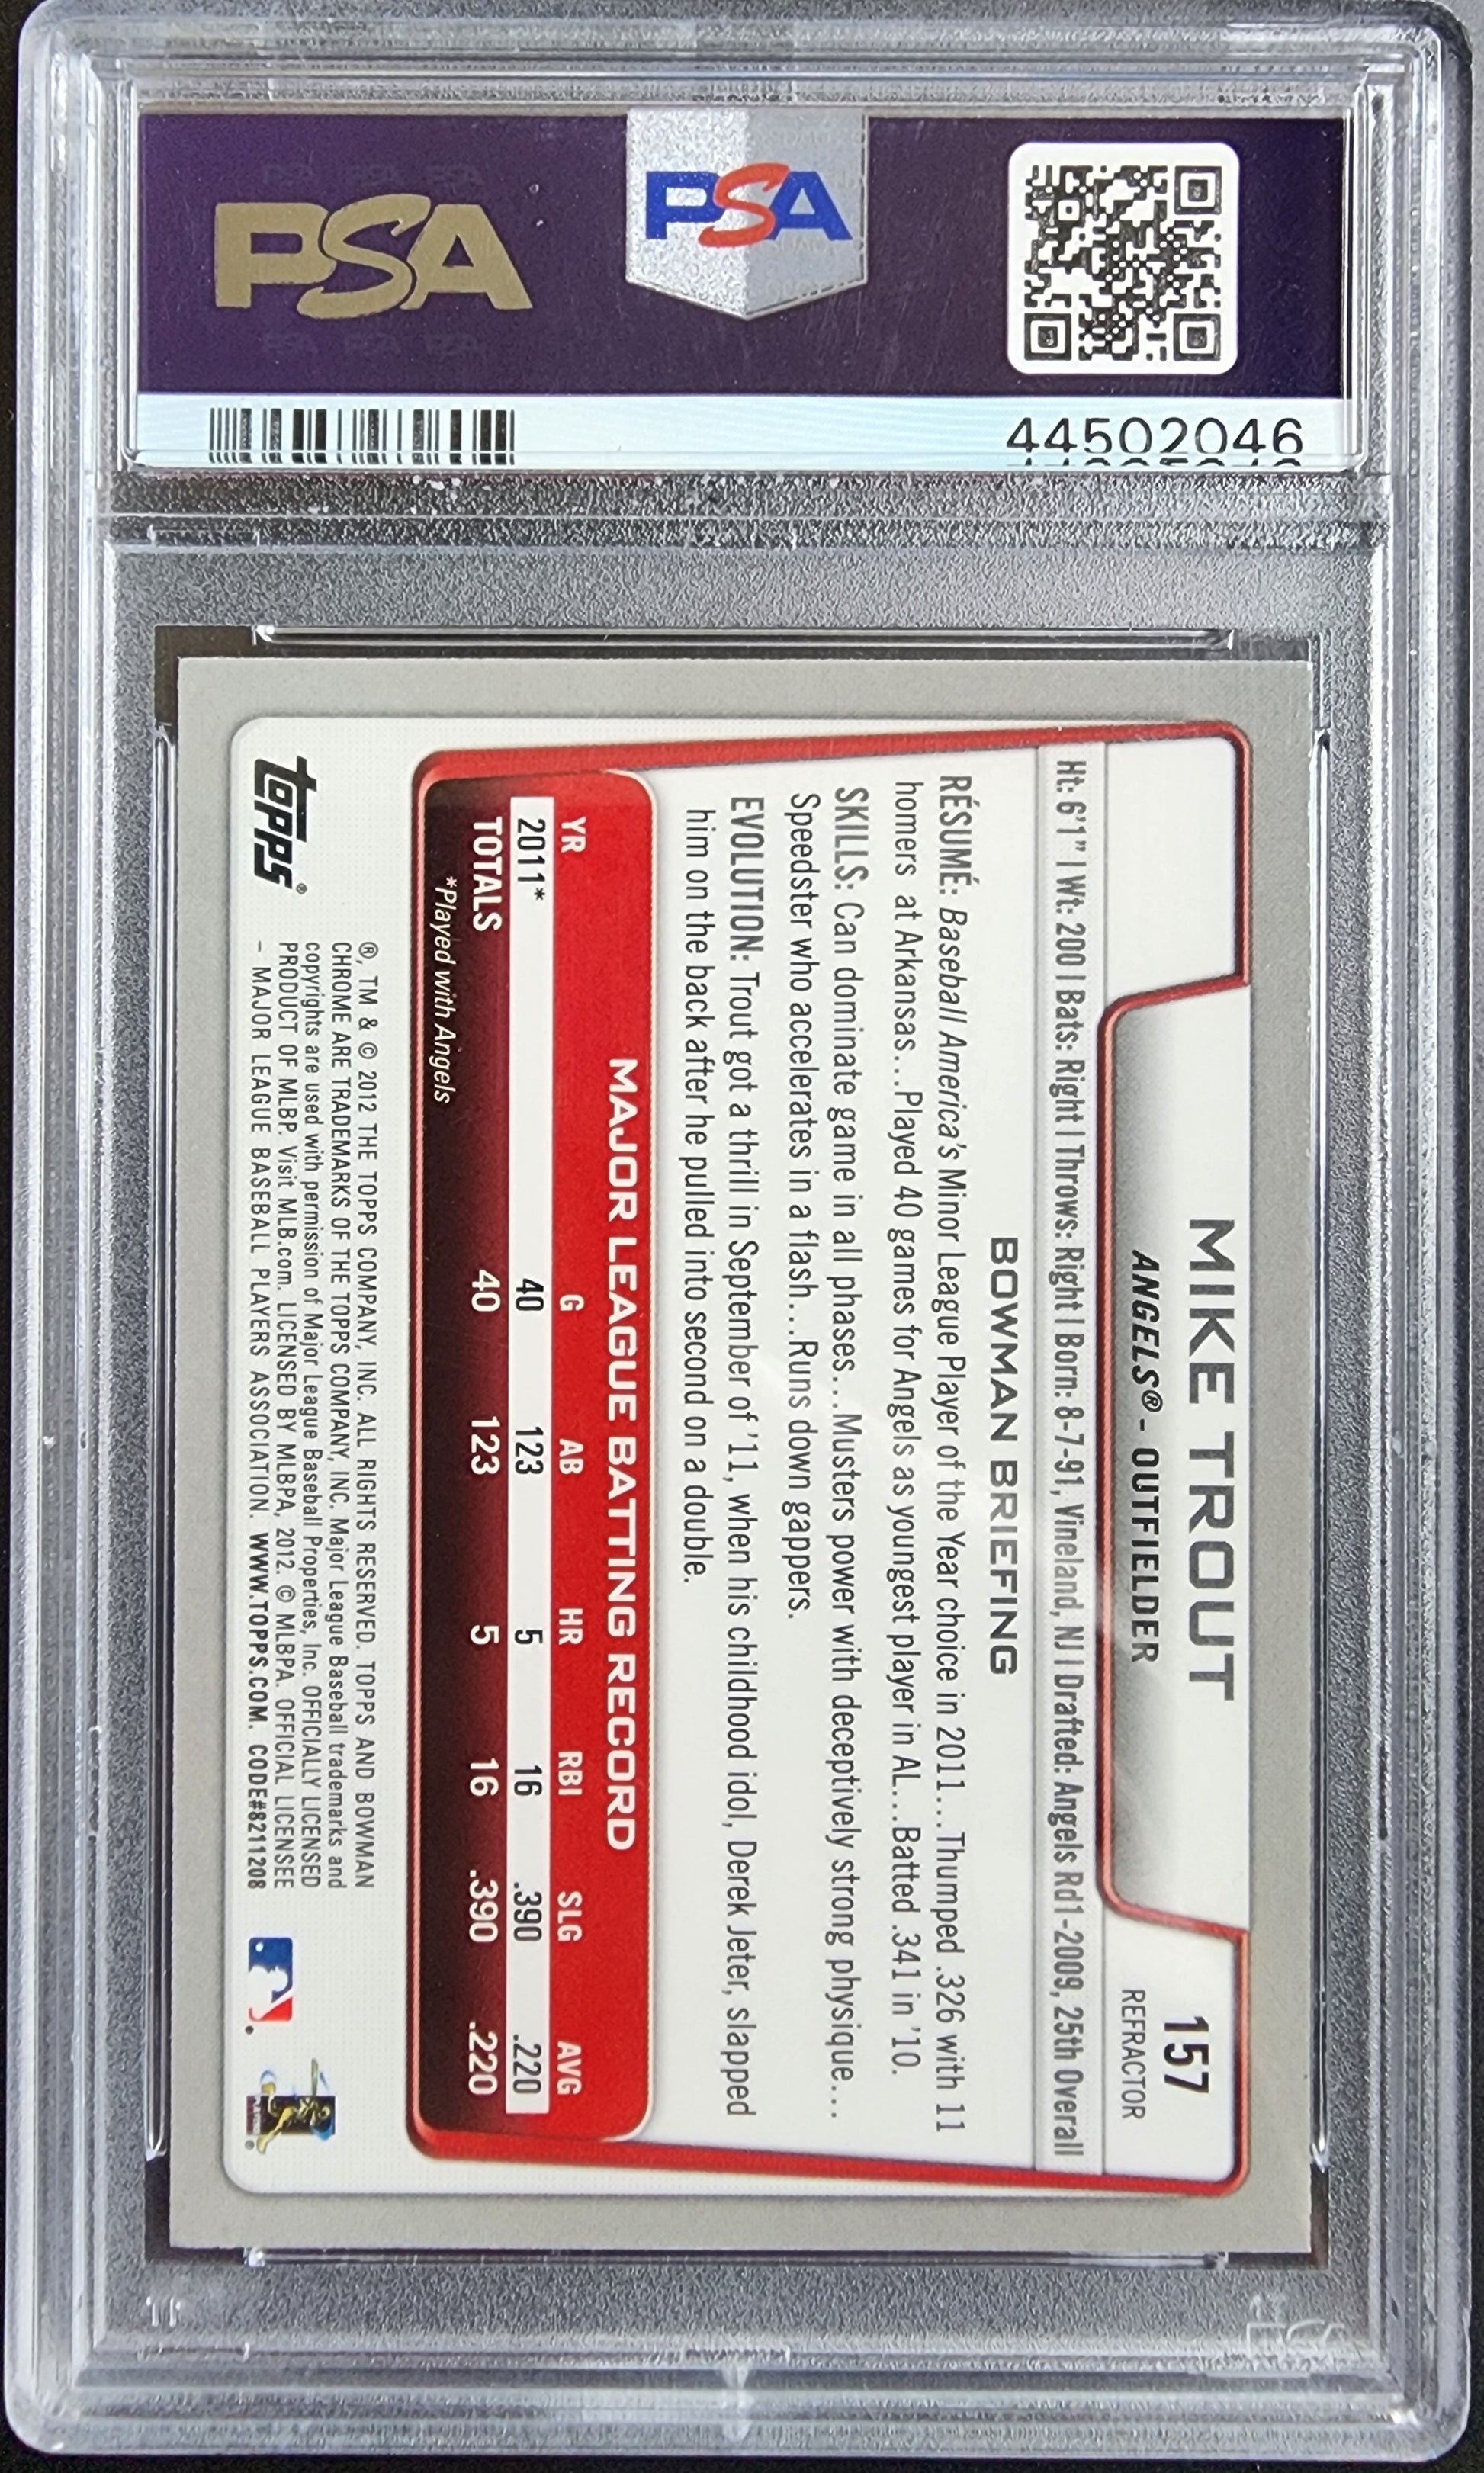 PSA
PSA
44502046
157
REFRACTOR
MIKE TROUT
ANGELS® - OUTFIELDER
Ht: 6'1" | Wt: 200 | Bats: Right | Throws: Right | Born: 8-7-91, Vineland, NJ | Drafted: Angels Rd1-2009, 25th Overall
BOWMAN BRIEFING
RÉSUMÉ: Baseball America's Minor League Player of the Year choice in 2011...Thumped .326 with 11
homers at Arkansas...Played 40 games for Angels as youngest player in AL...Batted .341 in '10.
SKILLS: Can dominate game in all phases...Musters power with deceptively strong physique...
Speedster who accelerates in a flash...Runs down gappers.
EVOLUTION: Trout got a thrill in September of '11, when his childhood idol, Derek Jeter, slapped
him on the back after he pulled into second on a double.
MAJOR LEAGUE BATTING RECORD
YR G AB HR RBI SLG AVG
2011* 40 123 5 16 .390 .220
TOTALS 40 123 5 16 .390 .220
*Played with Angels
topps®
®, TM & © 2012 THE TOPPS COMPANY, INC. ALL RIGHTS RESERVED. TOPPS AND BOWMAN
CHROME ARE TRADEMARKS OF THE TOPPS COMPANY, INC. Major League Baseball trademarks and
copyrights are used with permission of Major League Baseball Properties, Inc. OFFICIALLY LICENSED
PRODUCT OF MLBP. Visit MLB.com. LICENSED BY MLBPA, 2012. © MLBPA. OFFICIAL LICENSEE
– MAJOR LEAGUE BASEBALL PLAYERS ASSOCIATION. WWW.TOPPS.COM. CODE#8211208